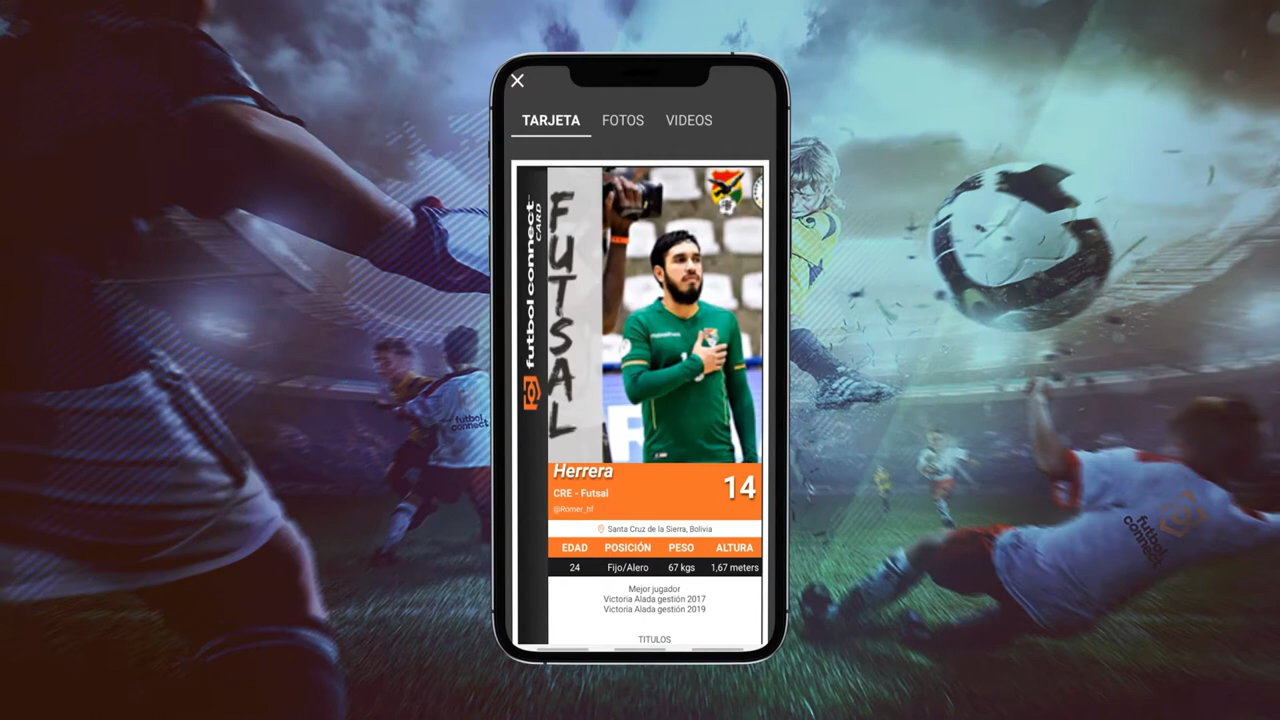 TARJETA FOTOS VIDEOS
futbol connect
CARD
FUTSAL
Herrera
14
CRE - Futsal
@Romer_hf
Santa Cruz de la Sierra, Bolivia
EDAD POSICIÓN PESO ALTURA
24 Fijo/Alero 67 kgs 1,67 meters
Mejor jugador
Victoria Alada gestión 2017
Victoria Alada gestión 2019
TITULOS
futbol
connect
futbol
connect